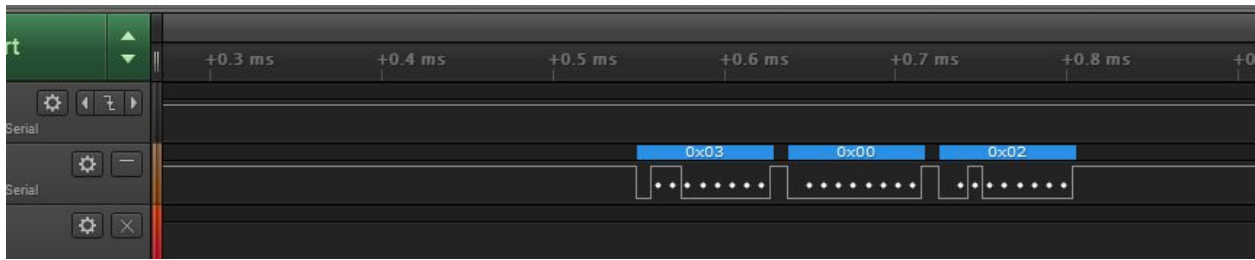 rt
+0.3 ms +0.4 ms +0.5 ms +0.6 ms +0.7 ms +0.8 ms +0
Serial
0x03 0x00 0x02
Serial